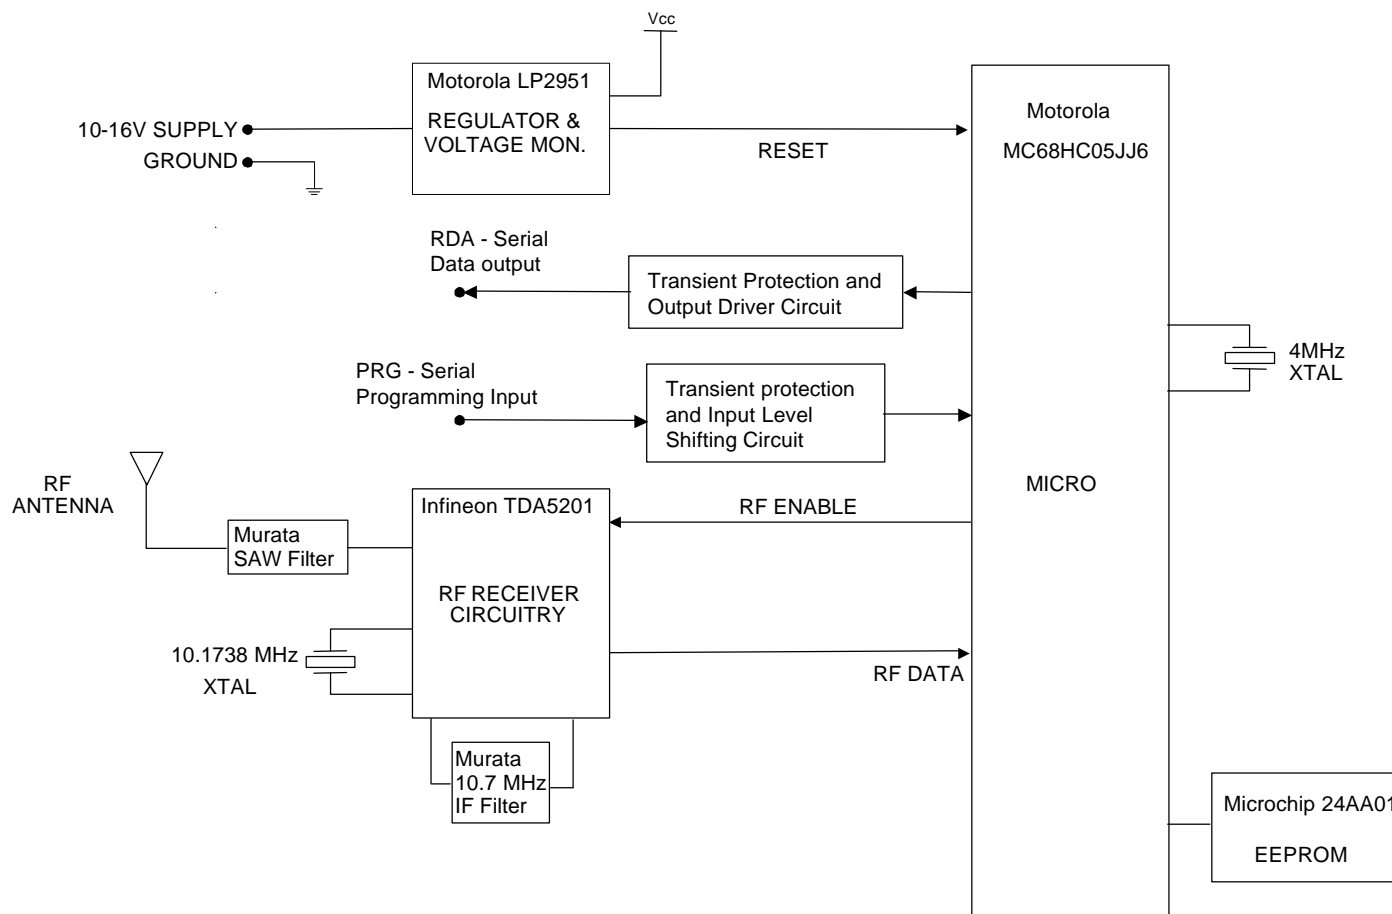 Vcc
Motorola LP2951
REGULATOR &
VOLTAGE MON.
10-16V SUPPLY
GROUND
RESET
Motorola
MC68HC05JJ6
RDA - Serial
Data output
Transient Protection and
Output Driver Circuit
PRG - Serial
Programming Input
Transient protection
and Input Level
Shifting Circuit
4MHz
XTAL
MICRO
RF
ANTENNA
Murata
SAW Filter
Infineon TDA5201
RF RECEIVER
CIRCUITRY
RF ENABLE
RF DATA
10.1738 MHz
XTAL
Murata
10.7 MHz
IF Filter
Microchip 24AA01
EEPROM